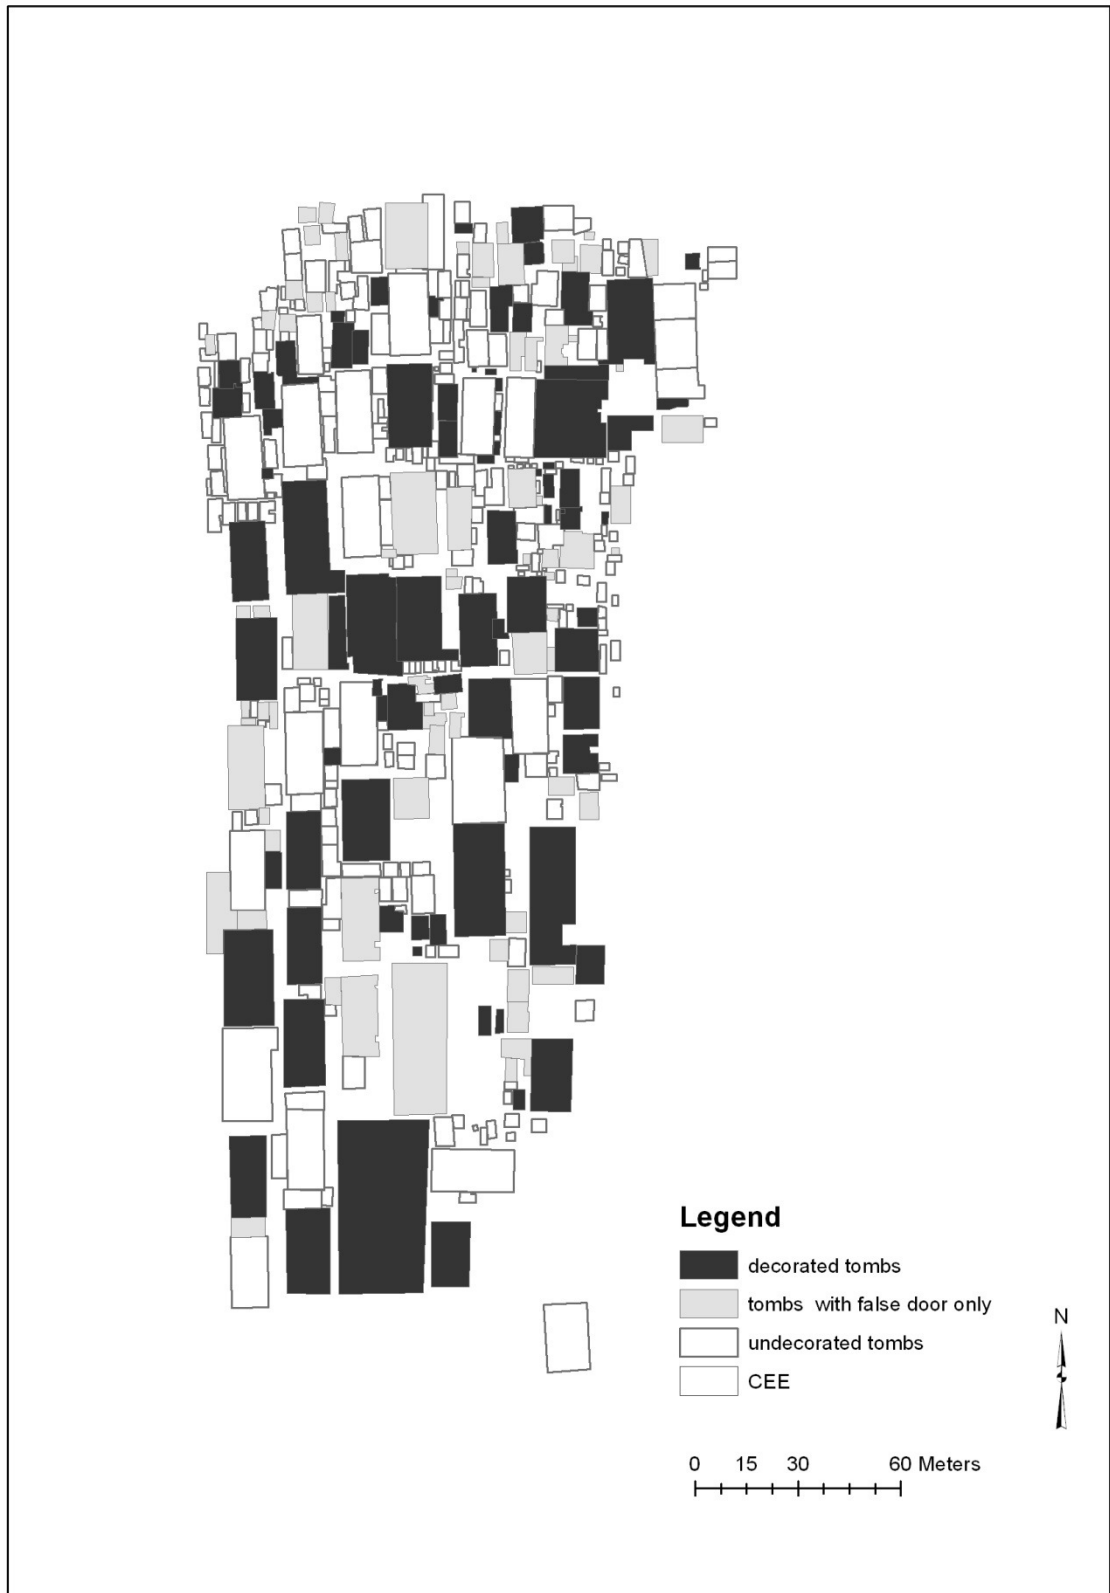 Legend
decorated tombs
tombs with false door only
undecorated tombs
CEE
N
0 15 30 60 Meters